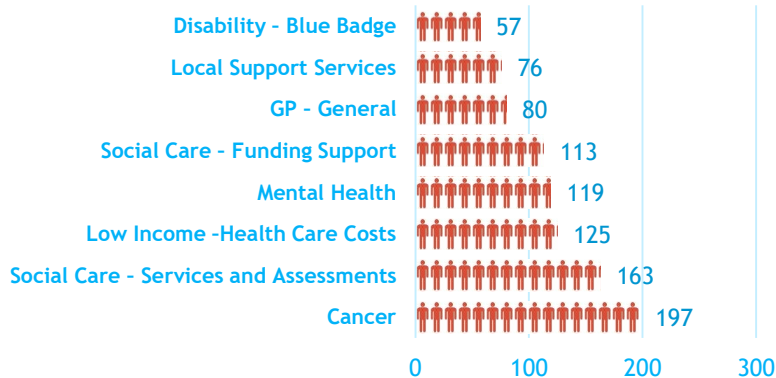 Disability – Blue Badge 57
Local Support Services 76
GP – General 80
Social Care – Funding Support 113
Mental Health 119
Low Income –Health Care Costs 125
Social Care – Services and Assessments 163
Cancer 197
0 100 200 300